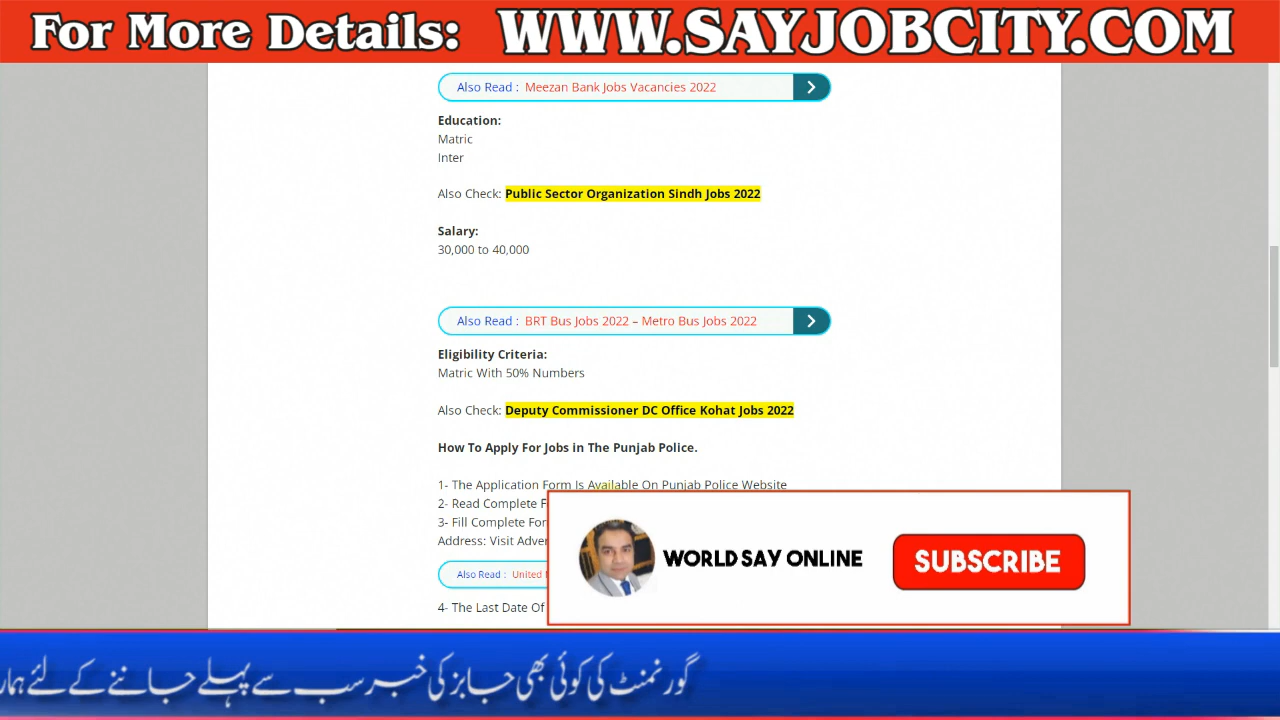 For More Details: WWW.SAYJOBCITY.COM
Also Read : Meezan Bank Jobs Vacancies 2022
Education:
Matric
Inter
Also Check: Public Sector Organization Sindh Jobs 2022
Salary:
30,000 to 40,000
Also Read : BRT Bus Jobs 2022 – Metro Bus Jobs 2022
Eligibility Criteria:
Matric With 50% Numbers
Also Check: Deputy Commissioner DC Office Kohat Jobs 2022
How To Apply For Jobs in The Punjab Police.
1- The Application Form Is Available On Punjab Police Website
2- Read Complete
3- Fill Complete
Address: Visit
Also Read : United
4- The Last Date Of
WORLD SAY ONLINE
SUBSCRIBE
گورنمنٹ کی کوئی بھی جابز کی خبر سب سے پہلے جاننے کے لئے